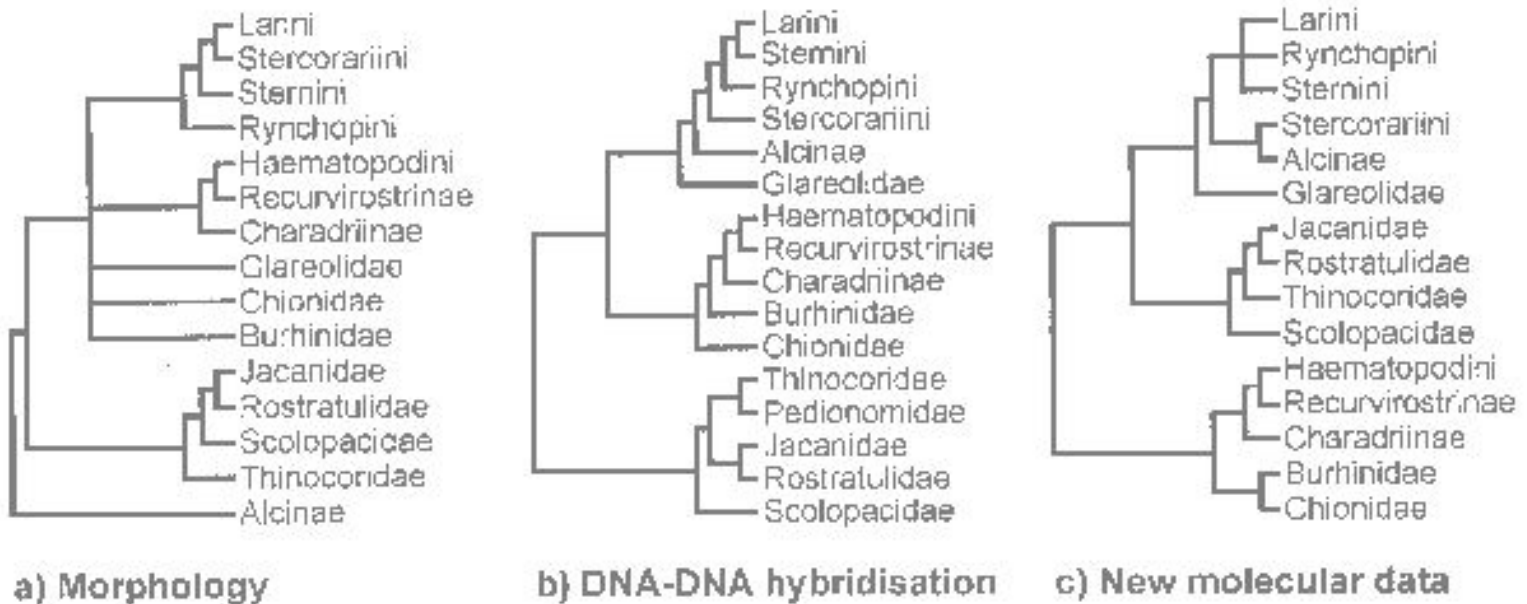 Larini
Stercorariini
Sternini
Rynchopini
Haematopodini
Recurvirostrinae
Charadriinae
Glareolidae
Chionidae
Burhinidae
Jacanidae
Rostratulidae
Scolopacidae
Thinocoridae
Alcinae
a) Morphology
Larini
Sternini
Rynchopini
Stercorariini
Alcinae
Glareolidae
Haematopodini
Recurvirostrinae
Charadriinae
Burhinidae
Chionidae
Thinocoridae
Pedionomidae
Jacanidae
Rostratulidae
Scolopacidae
b) DNA-DNA hybridisation
Larini
Rynchopini
Sternini
Stercorariini
Alcinae
Glareolidae
Jacanidae
Rostratulidae
Thinocoridae
Scolopacidae
Haematopodini
Recurvirostrinae
Charadriinae
Burhinidae
Chionidae
c) New molecular data